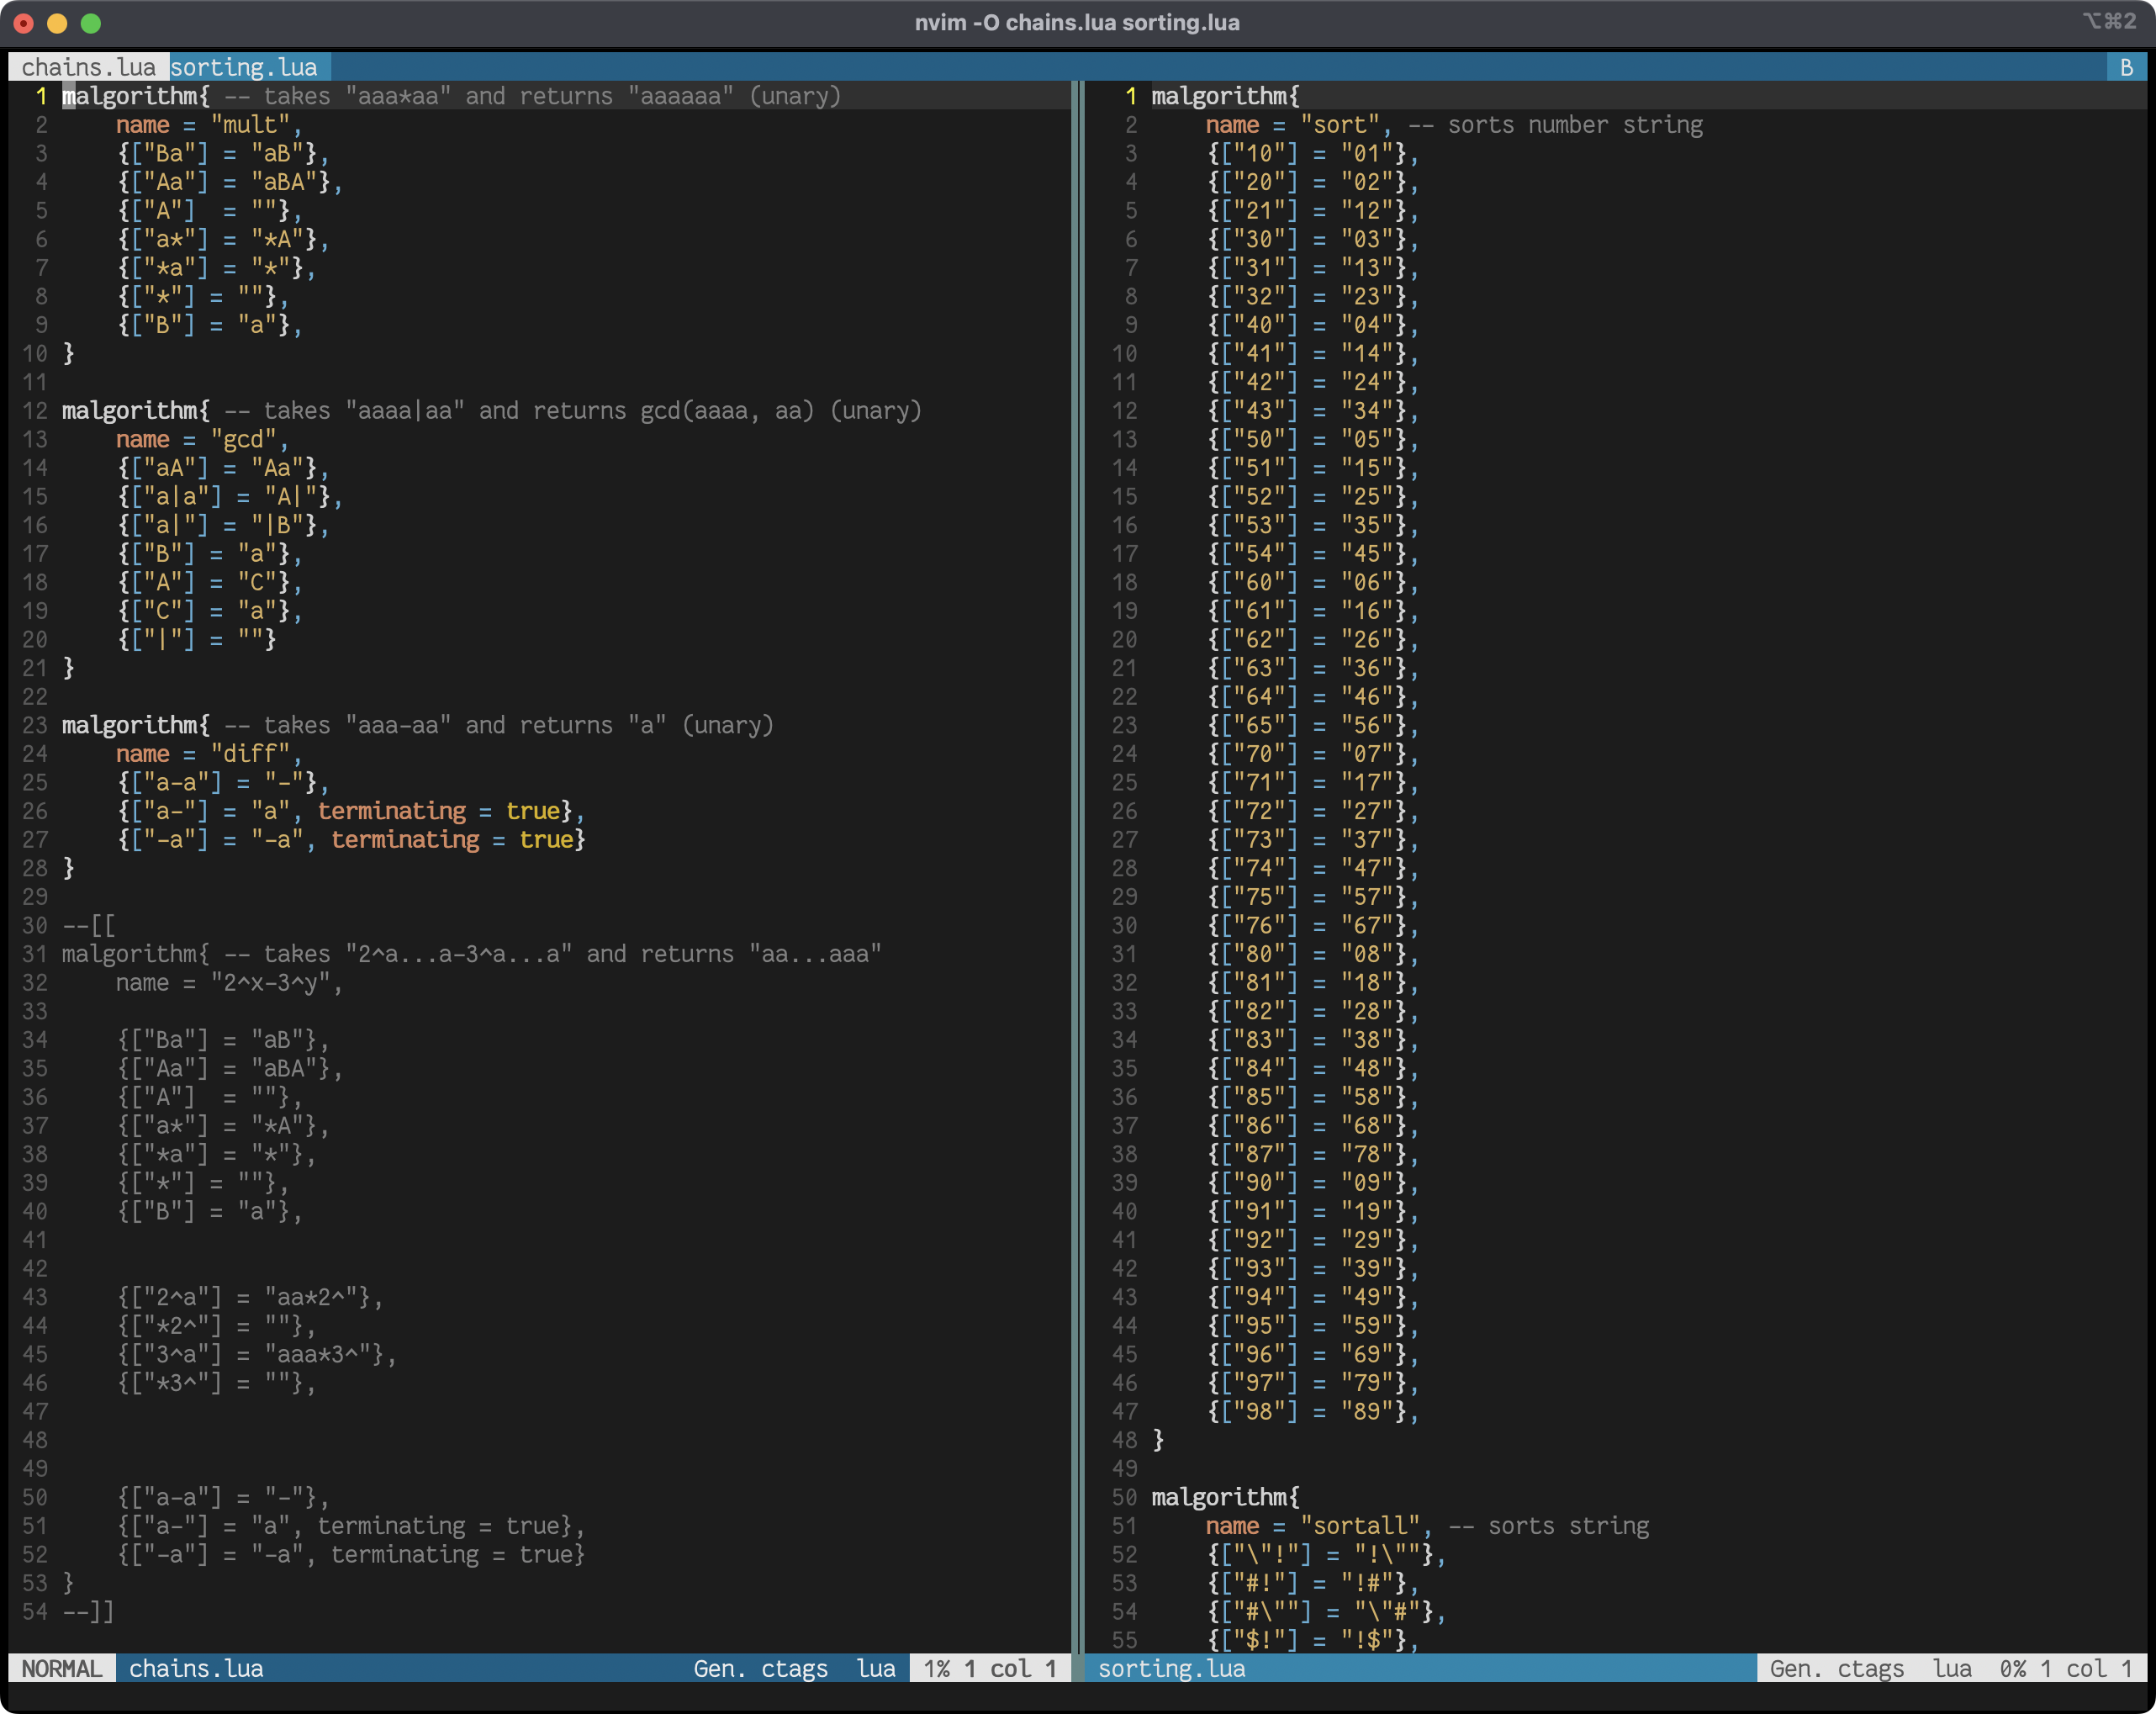 nvim -O chains.lua sorting.lua
⌥⌘2
chains.lua sorting.lua
B
1 malgorithm{ -- takes "aaa*aa" and returns "aaaaaa" (unary)
2     name = "mult",
3     {["Ba"] = "aB"},
4     {["Aa"] = "aBA"},
5     {["A"]  = ""},
6     {["a*"] = "*A"},
7     {["*a"] = "*"},
8     {["*"] = ""},
9     {["B"] = "a"},
10 }
11
12 malgorithm{ -- takes "aaaa|aa" and returns gcd(aaaa, aa) (unary)
13     name = "gcd",
14     {["aA"] = "Aa"},
15     {["a|a"] = "A|"},
16     {["a|"] = "|B"},
17     {["B"] = "a"},
18     {["A"] = "C"},
19     {["C"] = "a"},
20     {["|"] = ""}
21 }
22
23 malgorithm{ -- takes "aaa-aa" and returns "a" (unary)
24     name = "diff",
25     {["a-a"] = "-"},
26     {["a-"] = "a", terminating = true},
27     {["-a"] = "-a", terminating = true}
28 }
29
30 --[[
31 malgorithm{ -- takes "2^a...a-3^a...a" and returns "aa...aaa"
32     name = "2^x-3^y",
33
34     {["Ba"] = "aB"},
35     {["Aa"] = "aBA"},
36     {["A"]  = ""},
37     {["a*"] = "*A"},
38     {["*a"] = "*"},
39     {["*"] = ""},
40     {["B"] = "a"},
41
42
43     {["2^a"] = "aa*2^"},
44     {["*2^"] = ""},
45     {["3^a"] = "aaa*3^"},
46     {["*3^"] = ""},
47
48
49
50     {["a-a"] = "-"},
51     {["a-"] = "a", terminating = true},
52     {["-a"] = "-a", terminating = true}
53 }
54 --]]
NORMAL chains.lua Gen. ctags lua 1% 1 col 1
1 malgorithm{
2     name = "sort", -- sorts number string
3     {["10"] = "01"},
4     {["20"] = "02"},
5     {["21"] = "12"},
6     {["30"] = "03"},
7     {["31"] = "13"},
8     {["32"] = "23"},
9     {["40"] = "04"},
10     {["41"] = "14"},
11     {["42"] = "24"},
12     {["43"] = "34"},
13     {["50"] = "05"},
14     {["51"] = "15"},
15     {["52"] = "25"},
16     {["53"] = "35"},
17     {["54"] = "45"},
18     {["60"] = "06"},
19     {["61"] = "16"},
20     {["62"] = "26"},
21     {["63"] = "36"},
22     {["64"] = "46"},
23     {["65"] = "56"},
24     {["70"] = "07"},
25     {["71"] = "17"},
26     {["72"] = "27"},
27     {["73"] = "37"},
28     {["74"] = "47"},
29     {["75"] = "57"},
30     {["76"] = "67"},
31     {["80"] = "08"},
32     {["81"] = "18"},
33     {["82"] = "28"},
34     {["83"] = "38"},
35     {["84"] = "48"},
36     {["85"] = "58"},
37     {["86"] = "68"},
38     {["87"] = "78"},
39     {["90"] = "09"},
40     {["91"] = "19"},
41     {["92"] = "29"},
42     {["93"] = "39"},
43     {["94"] = "49"},
44     {["95"] = "59"},
45     {["96"] = "69"},
46     {["97"] = "79"},
47     {["98"] = "89"},
48 }
49
50 malgorithm{
51     name = "sortall", -- sorts string
52     {["\"!"] = "!\""},
53     {["#!"] = "!#"},
54     {["#\""] = "\"#"},
55     {["$!"] = "!$"},
sorting.lua Gen. ctags lua 0% 1 col 1